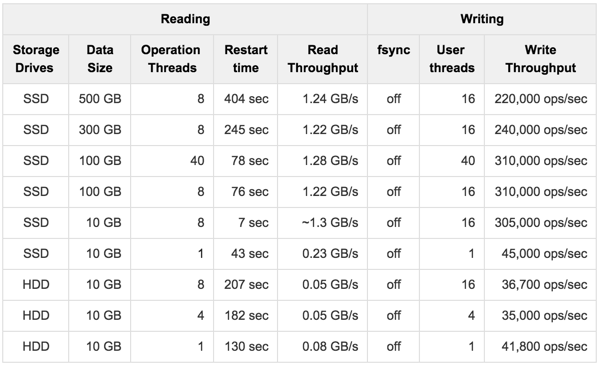 Reading Writing
Storage Drives Data Size Operation Threads Restart time Read Throughput fsync User threads Write Throughput
SSD 500 GB 8 404 sec 1.24 GB/s off 16 220,000 ops/sec
SSD 300 GB 8 245 sec 1.22 GB/s off 16 240,000 ops/sec
SSD 100 GB 40 78 sec 1.28 GB/s off 40 310,000 ops/sec
SSD 100 GB 8 76 sec 1.22 GB/s off 16 310,000 ops/sec
SSD 10 GB 8 7 sec ~1.3 GB/s off 16 305,000 ops/sec
SSD 10 GB 1 43 sec 0.23 GB/s off 1 45,000 ops/sec
HDD 10 GB 8 207 sec 0.05 GB/s off 16 36,700 ops/sec
HDD 10 GB 4 182 sec 0.05 GB/s off 4 35,000 ops/sec
HDD 10 GB 1 130 sec 0.08 GB/s off 1 41,800 ops/sec